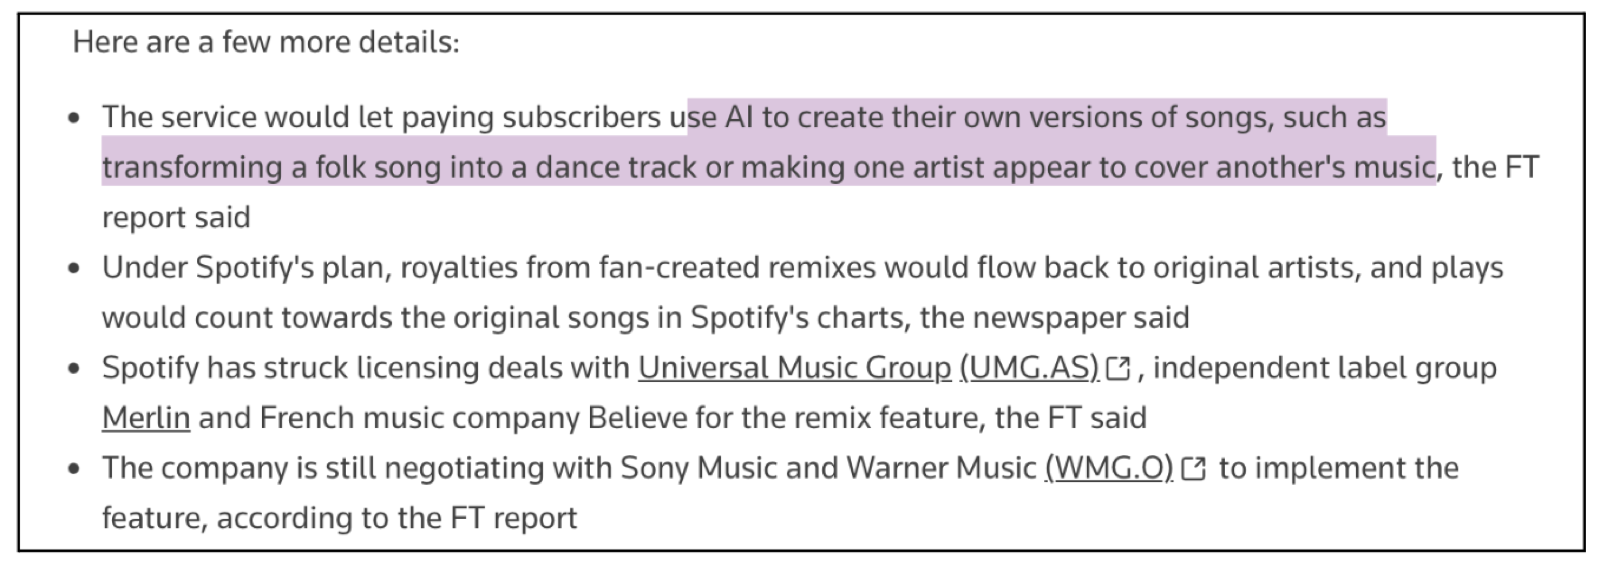 Here are a few more details:
• The service would let paying subscribers use AI to create their own versions of songs, such as
transforming a folk song into a dance track or making one artist appear to cover another's music, the FT
report said
• Under Spotify's plan, royalties from fan-created remixes would flow back to original artists, and plays
would count towards the original songs in Spotify's charts, the newspaper said
• Spotify has struck licensing deals with Universal Music Group (UMG.AS) , independent label group
Merlin and French music company Believe for the remix feature, the FT said
• The company is still negotiating with Sony Music and Warner Music (WMG.O) to implement the
feature, according to the FT report